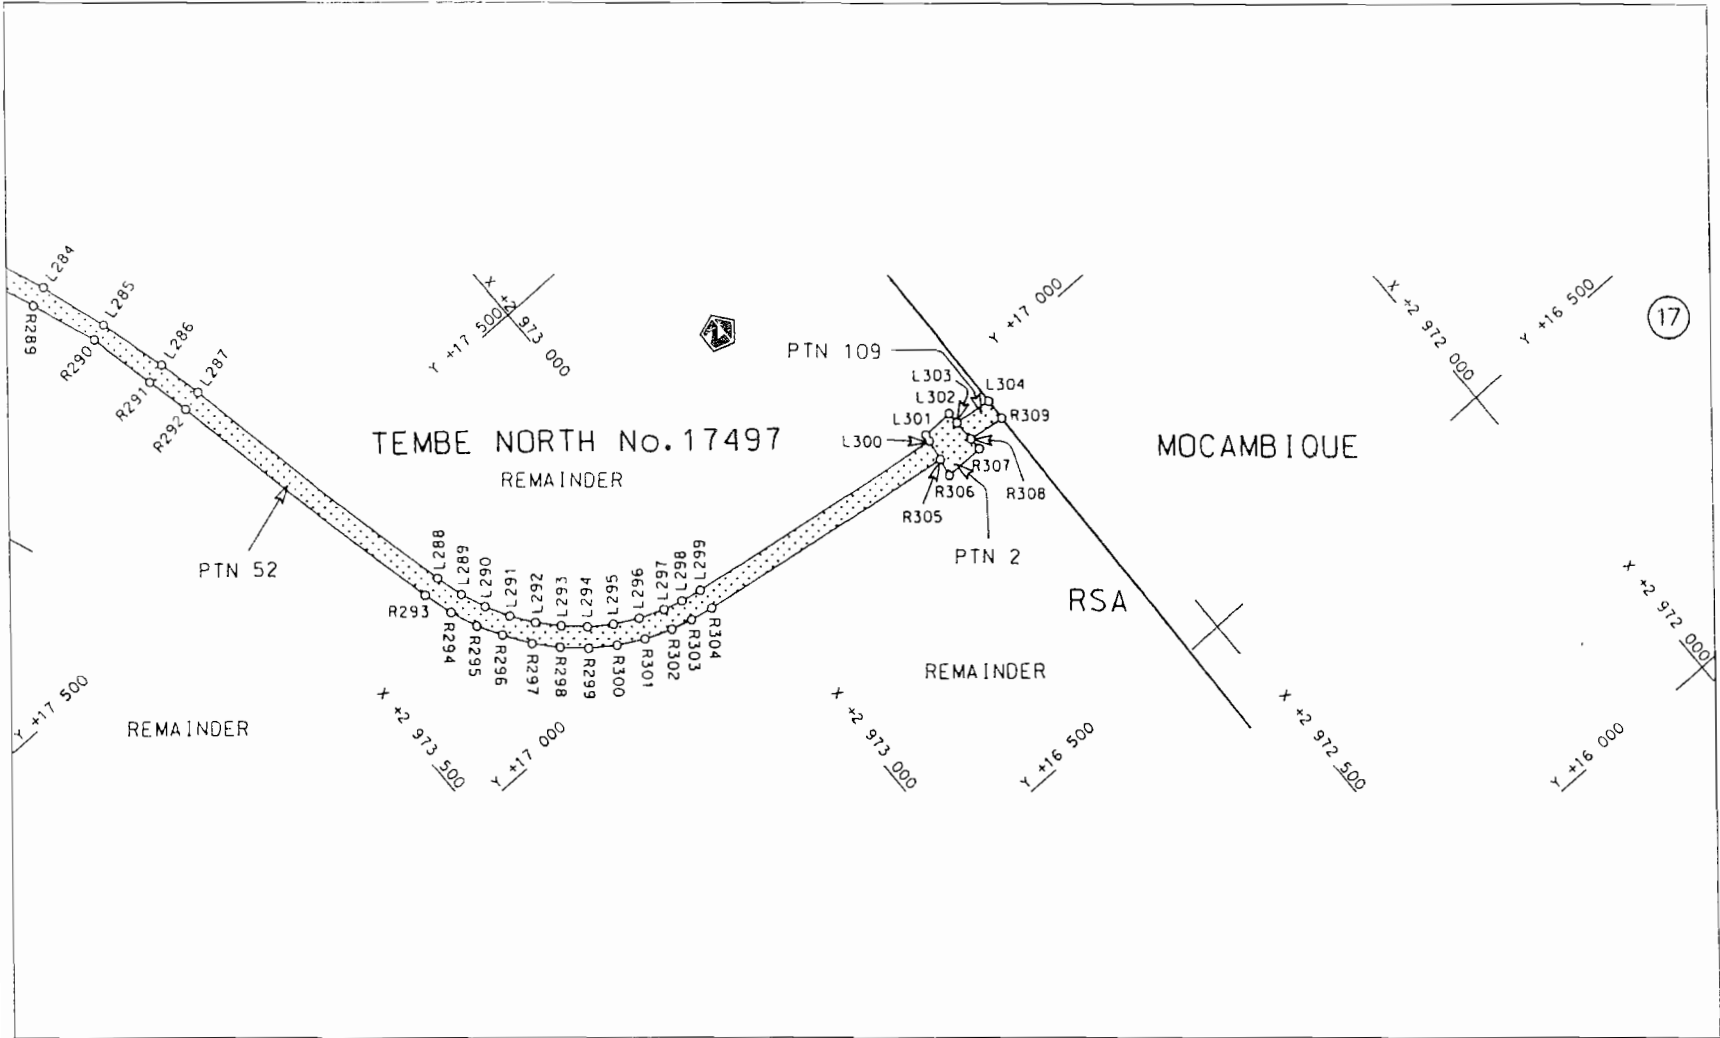 L284
L285
L286
L287
R289
R290
R291
R292
X +2 973 000
Y +17 500
Y +17 000
X +2 972 000
Y +16 500
17
PTN 109
L303
L304
L302
R309
L301
L300
TEMBE NORTH No. 17497
REMAINDER
MOCAMBIQUE
R307
R306
R308
R305
PTN 2
PTN 52
L288
L289
L290
L291
L292
L293
L294
L295
L296
L297
L298
L299
R293
R294
R295
R296
R297
R298
R299
R300
R301
R302
R303
R304
RSA
REMAINDER
X +2 972 000
Y +17 500
REMAINDER
X +2 973 500
Y +17 000
X +2 973 000
Y +16 500
X +2 972 500
Y +16 000